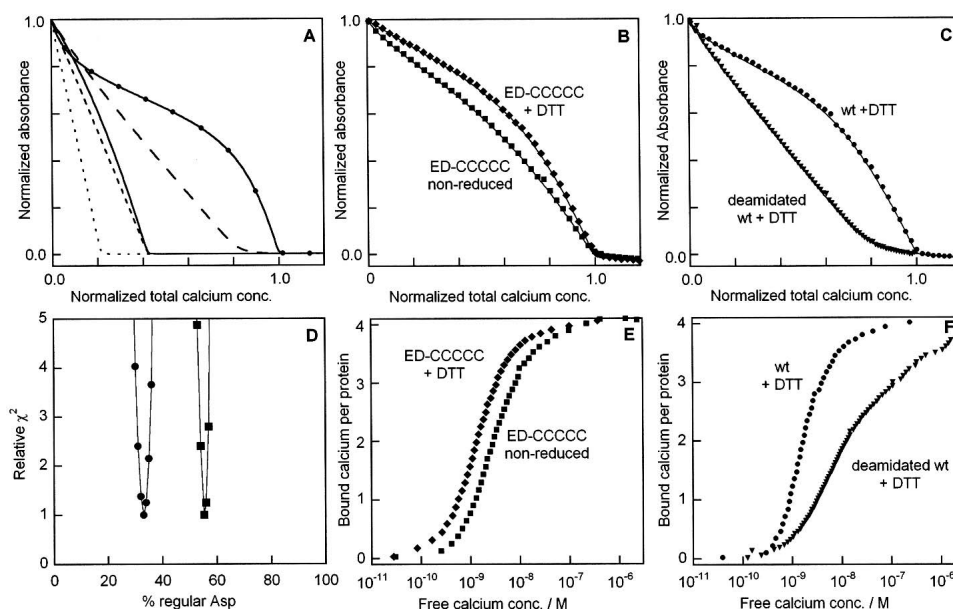 A
1.0
0.0
Normalized absorbance
0.0
1.0
Normalized total calcium conc.
B
1.0
0.0
Normalized absorbance
ED-CCCCC
+ DTT
ED-CCCCC
non-reduced
0
1.0
Normalized total calcium conc.
C
1.0
0.0
Normalized Absorbance
wt +DTT
deamidated
wt + DTT
0
1.0
Normalized total calcium conc.
D
5
4
3
2
1
0
Relative χ²
0
20
40
60
80
100
% regular Asp
E
4
3
2
1
0
Bound calcium per protein
ED-CCCCC
+ DTT
ED-CCCCC
non-reduced
10⁻¹¹
10⁻¹⁰
10⁻⁹
10⁻⁸
10⁻⁷
10⁻⁶
Free calcium conc. / M
F
4
3
2
1
0
Bound calcium per protein
wt
+ DTT
deamidated wt
+ DTT
10⁻¹¹
10⁻¹⁰
10⁻⁹
10⁻⁸
10⁻⁷
10⁻⁶
Free calcium conc. / M